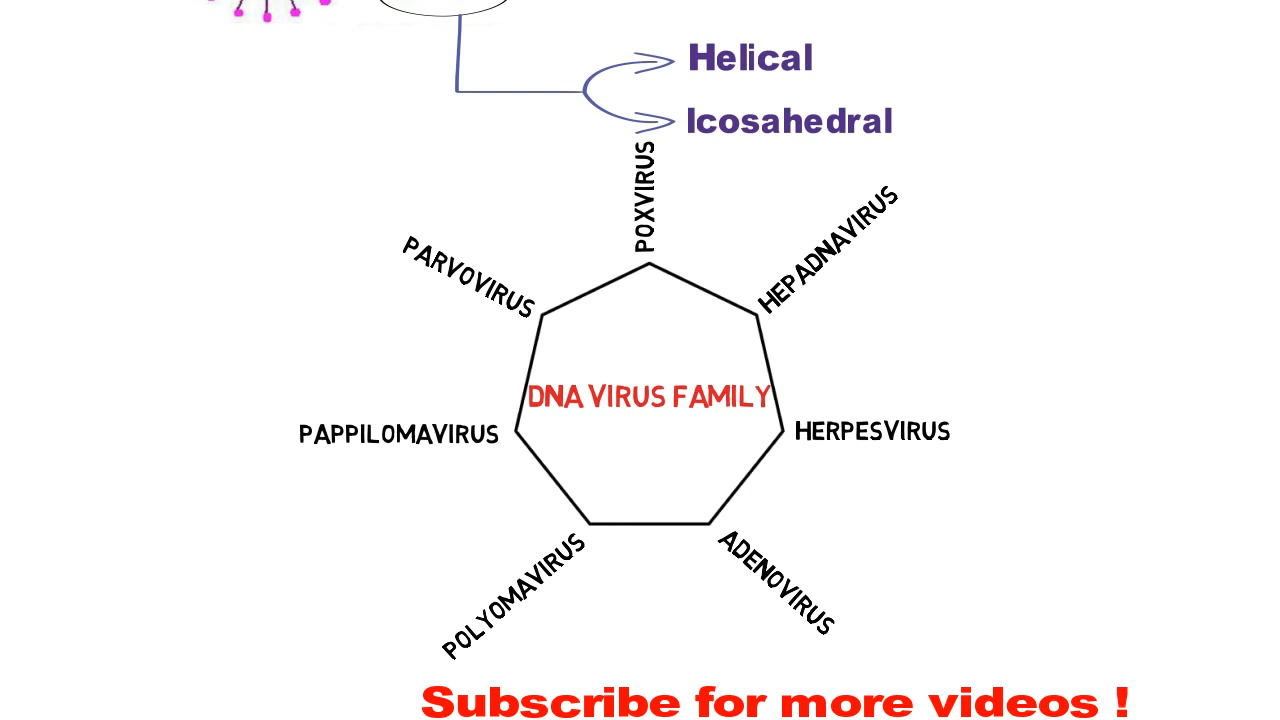 Helical
Icosahedral
POXVIRUS
HEPADNAVIRUS
PARVOVIRUS
DNA VIRUS FAMILY
PAPPILOMAVIRUS
HERPESVIRUS
POLYOMAVIRUS
ADENOVIRUS
Subscribe for more videos !